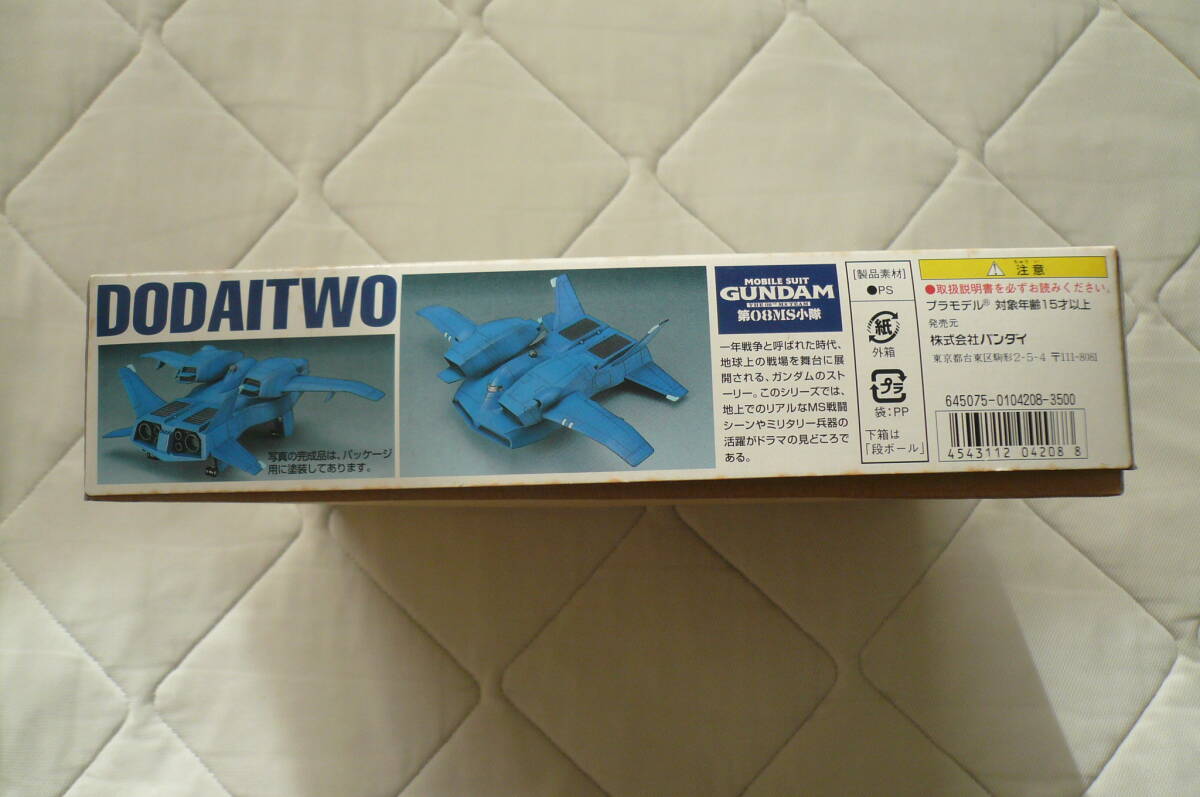 DODAITWO
写真の完成品は、パッケージ
用に塗装してあります。
MOBILE SUIT
GUNDAM
THE 08TH MS TEAM
第08MS小隊
一年戦争と呼ばれた時代、
地球上の戦場を舞台に展
開される、ガンダムのス
トーリー。このシリーズでは、
地上でのリアルなMS戦闘
シーンやミリタリー兵器の
活躍がドラマの見どころで
ある。
[製品素材]
●PS
紙
外箱
プラ
袋:PP
下箱は
「段ボール」
ちゅうい
注意
●取扱説明書を必ずお読みください。
プラモデル® 対象年齢15才以上
発売元
株式会社バンダイ
東京都台東区駒形2-5-4 〒111-8081
645075-0104208-3500
4543112 04208 8